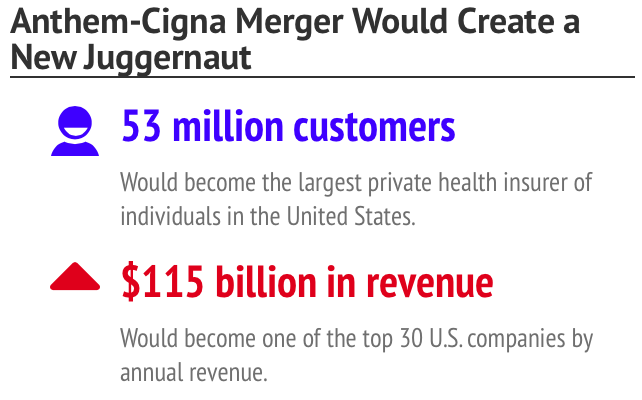 Anthem-Cigna Merger Would Create a
New Juggernaut
53 million customers
Would become the largest private health insurer of
individuals in the United States.
$115 billion in revenue
Would become one of the top 30 U.S. companies by
annual revenue.